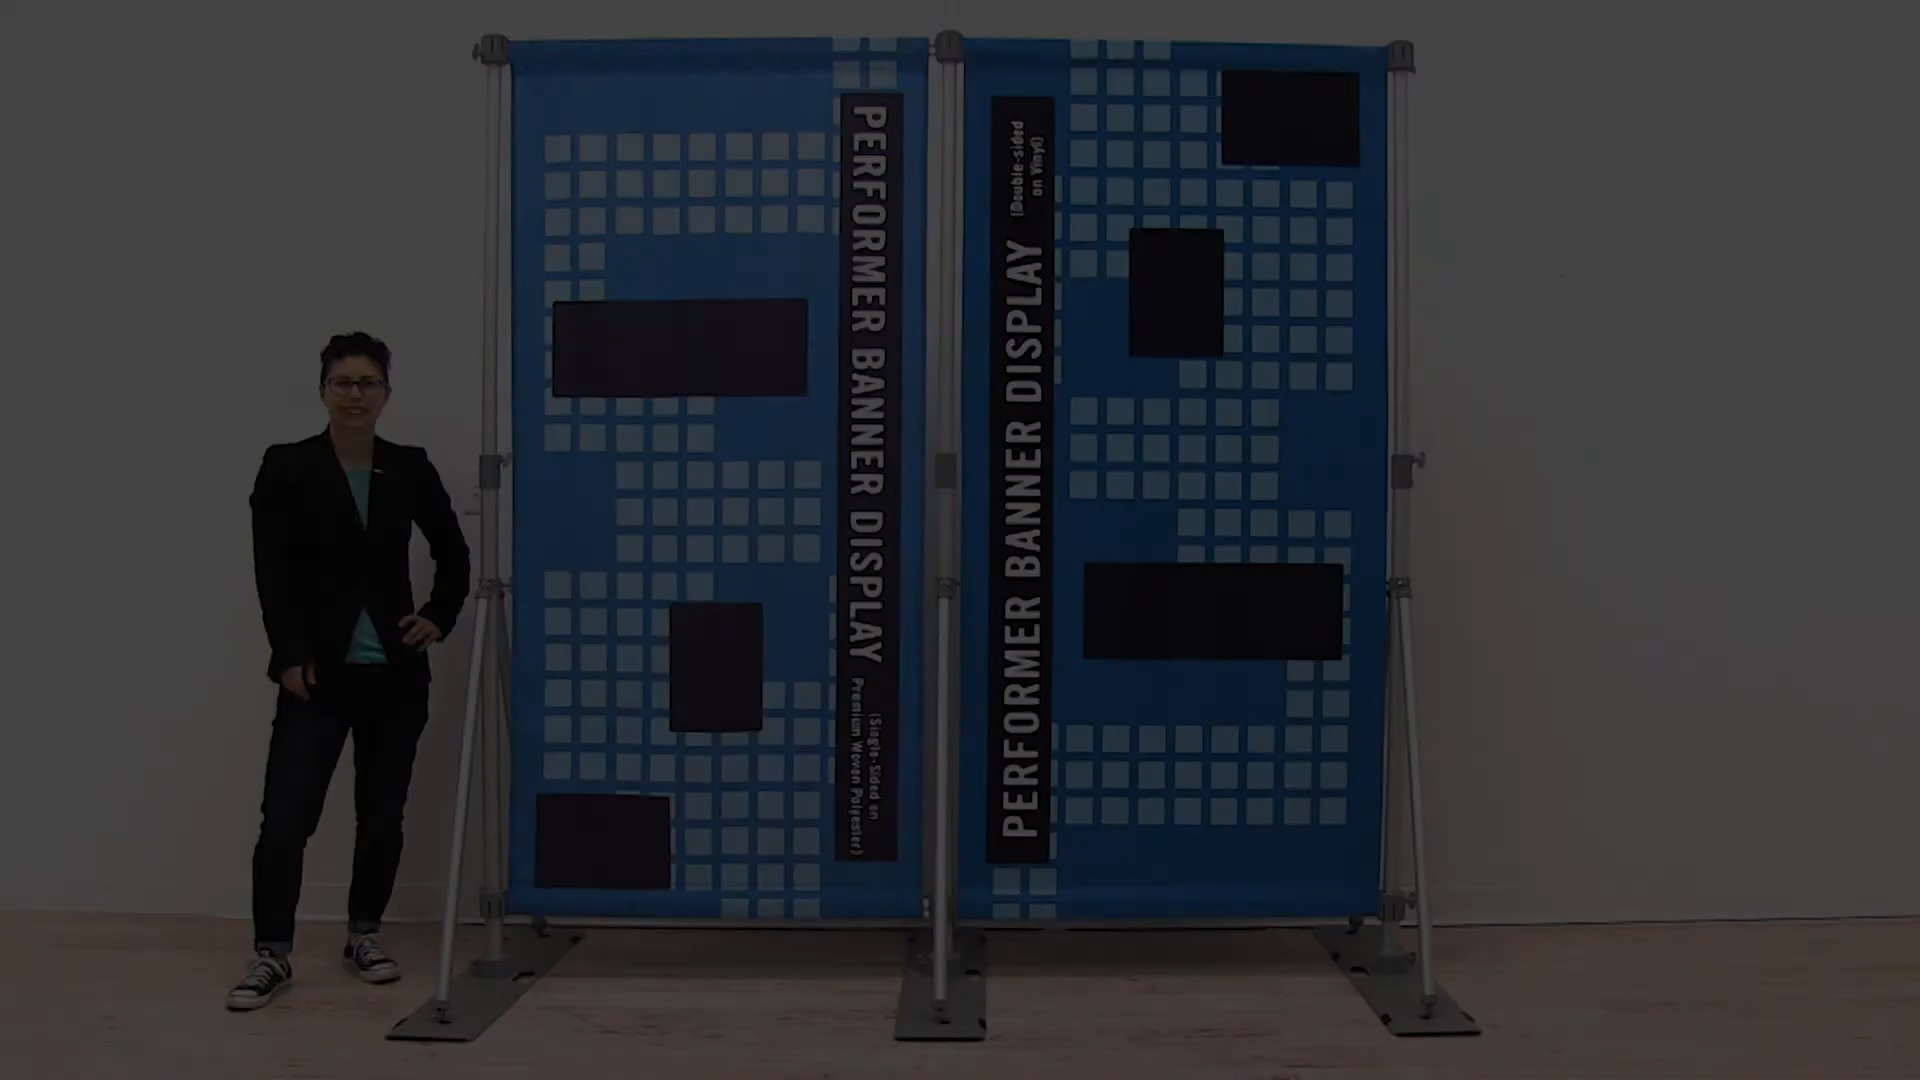 PERFORMER BANNER DISPLAY
(Single-Sided on
Premium Woven Polyester)
PERFORMER BANNER DISPLAY
(Double-sided
on Vinyl)